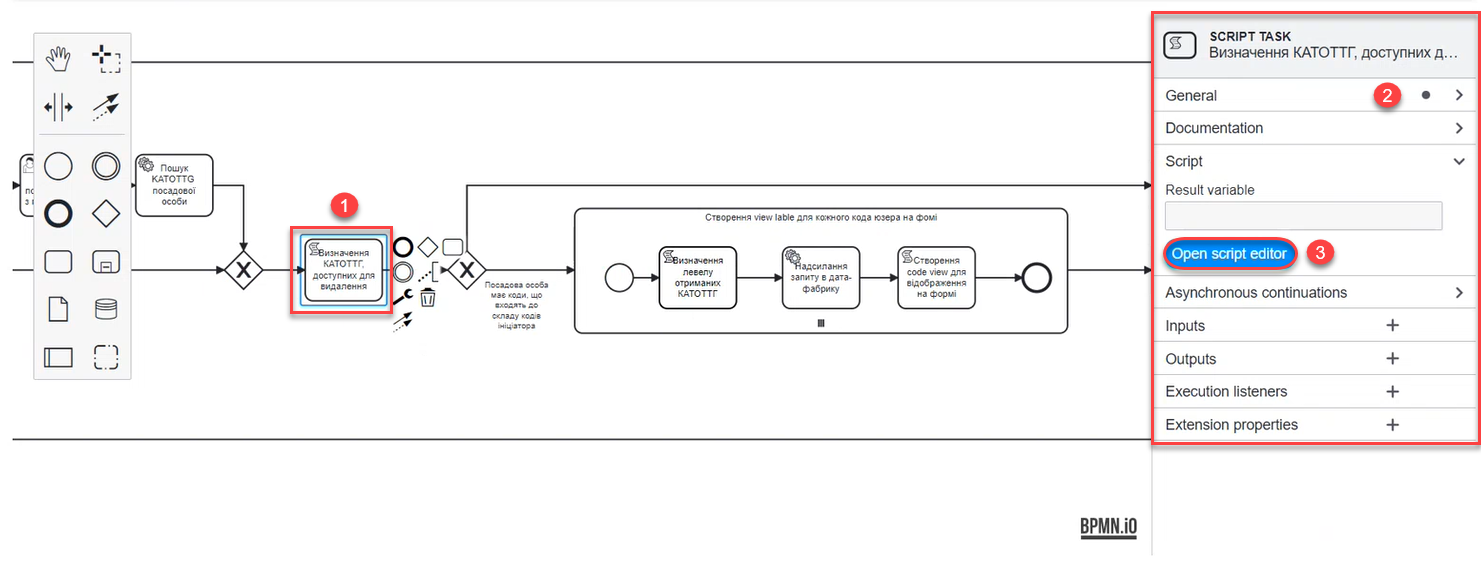 по
з п
Пошук
KATOTTG
посадової
особи
1
Визначення
КАТОТТГ,
доступних для
видалення
Посадова особа
має коди, що
входять до
складу кодів
ініціатора
Створення view lable для кожного кода юзера на фомі
Визначення
левелу
отриманих
КАТОТТГ
Надсилання
запиту в дата-
фабрику
Створення
code view для
відображення
на формі
BPMN.iO
SCRIPT TASK
Визначення КАТОТТГ, доступних д...
General
2
Documentation
Script
Result variable
Open script editor
3
Asynchronous continuations
Inputs
Outputs
Execution listeners
Extension properties